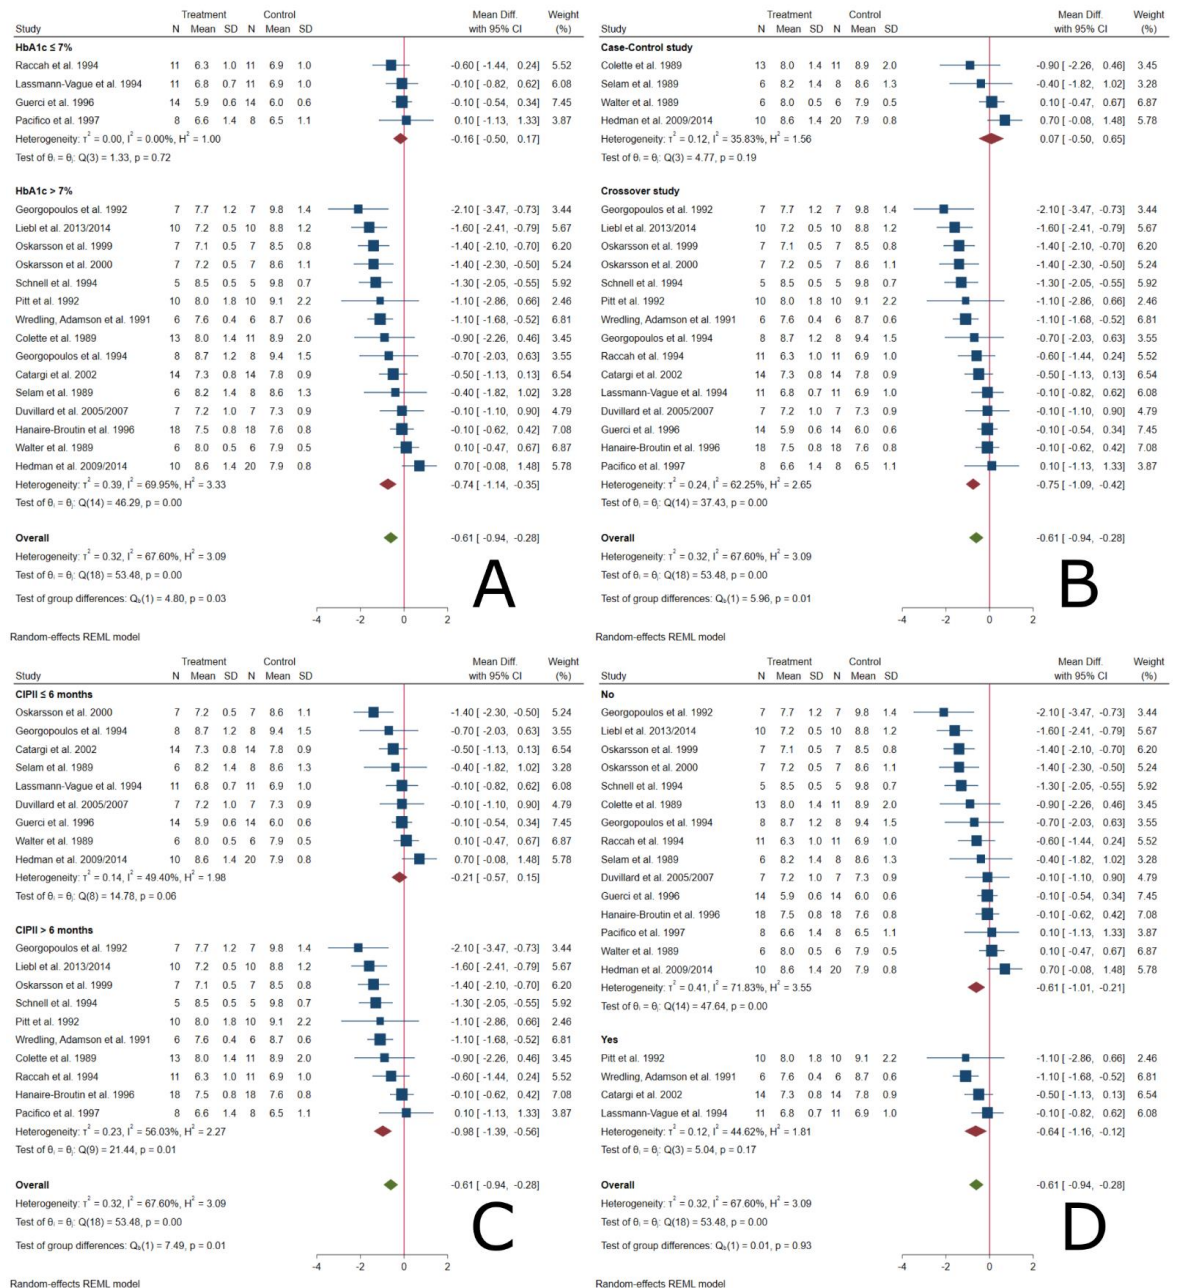 Treatment Control Mean Diff. Weight
Study N Mean SD N Mean SD with 95% CI (%)
HbA1c ≤ 7%
Raccah et al. 1994 11 6.3 1.0 11 6.9 1.0 -0.60 [ -1.44, 0.24] 5.52
Lassmann-Vague et al. 1994 11 6.8 0.7 11 6.9 1.0 -0.10 [ -0.82, 0.62] 6.08
Guerci et al. 1996 14 5.9 0.6 14 6.0 0.6 -0.10 [ -0.54, 0.34] 7.45
Pacifico et al. 1997 8 6.6 1.4 8 6.5 1.1 0.10 [ -1.13, 1.33] 3.87
Heterogeneity: τ² = 0.00, I² = 0.00%, H² = 1.00 -0.16 [ -0.50, 0.17]
Test of θᵢ = θⱼ: Q(3) = 1.33, p = 0.72
HbA1c > 7%
Georgopoulos et al. 1992 7 7.7 1.2 7 9.8 1.4 -2.10 [ -3.47, -0.73] 3.44
Liebl et al. 2013/2014 10 7.2 0.5 10 8.8 1.2 -1.60 [ -2.41, -0.79] 5.67
Oskarsson et al. 1999 7 7.1 0.5 7 8.5 0.8 -1.40 [ -2.10, -0.70] 6.20
Oskarsson et al. 2000 7 7.2 0.5 7 8.6 1.1 -1.40 [ -2.30, -0.50] 5.24
Schnell et al. 1994 5 8.5 0.5 5 9.8 0.7 -1.30 [ -2.05, -0.55] 5.92
Pitt et al. 1992 10 8.0 1.8 10 9.1 2.2 -1.10 [ -2.86, 0.66] 2.46
Wredling, Adamson et al. 1991 6 7.6 0.4 6 8.7 0.6 -1.10 [ -1.68, -0.52] 6.81
Colette et al. 1989 13 8.0 1.4 11 8.9 2.0 -0.90 [ -2.26, 0.46] 3.45
Georgopoulos et al. 1994 8 8.7 1.2 8 9.4 1.5 -0.70 [ -2.03, 0.63] 3.55
Catargi et al. 2002 14 7.3 0.8 14 7.8 0.9 -0.50 [ -1.13, 0.13] 6.54
Selam et al. 1989 6 8.2 1.4 8 8.6 1.3 -0.40 [ -1.82, 1.02] 3.28
Duvillard et al. 2005/2007 7 7.2 1.0 7 7.3 0.9 -0.10 [ -1.10, 0.90] 4.79
Hanaire-Broutin et al. 1996 18 7.5 0.8 18 7.6 0.8 -0.10 [ -0.62, 0.42] 7.08
Walter et al. 1989 6 8.0 0.5 6 7.9 0.5 0.10 [ -0.47, 0.67] 6.87
Hedman et al. 2009/2014 10 8.6 1.4 20 7.9 0.8 0.70 [ -0.08, 1.48] 5.78
Heterogeneity: τ² = 0.39, I² = 69.95%, H² = 3.33 -0.74 [ -1.14, -0.35]
Test of θᵢ = θⱼ: Q(14) = 46.29, p = 0.00
Overall -0.61 [ -0.94, -0.28]
Heterogeneity: τ² = 0.32, I² = 67.60%, H² = 3.09
Test of θᵢ = θⱼ: Q(18) = 53.48, p = 0.00
Test of group differences: Q_b(1) = 4.80, p = 0.03
A
-4 -2 0 2
Random-effects REML model
Treatment Control Mean Diff. Weight
Study N Mean SD N Mean SD with 95% CI (%)
Case-Control study
Colette et al. 1989 13 8.0 1.4 11 8.9 2.0 -0.90 [ -2.26, 0.46] 3.45
Selam et al. 1989 6 8.2 1.4 8 8.6 1.3 -0.40 [ -1.82, 1.02] 3.28
Walter et al. 1989 6 8.0 0.5 6 7.9 0.5 0.10 [ -0.47, 0.67] 6.87
Hedman et al. 2009/2014 10 8.6 1.4 20 7.9 0.8 0.70 [ -0.08, 1.48] 5.78
Heterogeneity: τ² = 0.12, I² = 35.83%, H² = 1.56 0.07 [ -0.50, 0.65]
Test of θᵢ = θⱼ: Q(3) = 4.77, p = 0.19
Crossover study
Georgopoulos et al. 1992 7 7.7 1.2 7 9.8 1.4 -2.10 [ -3.47, -0.73] 3.44
Liebl et al. 2013/2014 10 7.2 0.5 10 8.8 1.2 -1.60 [ -2.41, -0.79] 5.67
Oskarsson et al. 1999 7 7.1 0.5 7 8.5 0.8 -1.40 [ -2.10, -0.70] 6.20
Oskarsson et al. 2000 7 7.2 0.5 7 8.6 1.1 -1.40 [ -2.30, -0.50] 5.24
Schnell et al. 1994 5 8.5 0.5 5 9.8 0.7 -1.30 [ -2.05, -0.55] 5.92
Pitt et al. 1992 10 8.0 1.8 10 9.1 2.2 -1.10 [ -2.86, 0.66] 2.46
Wredling, Adamson et al. 1991 6 7.6 0.4 6 8.7 0.6 -1.10 [ -1.68, -0.52] 6.81
Georgopoulos et al. 1994 8 8.7 1.2 8 9.4 1.5 -0.70 [ -2.03, 0.63] 3.55
Raccah et al. 1994 11 6.3 1.0 11 6.9 1.0 -0.60 [ -1.44, 0.24] 5.52
Catargi et al. 2002 14 7.3 0.8 14 7.8 0.9 -0.50 [ -1.13, 0.13] 6.54
Lassmann-Vague et al. 1994 11 6.8 0.7 11 6.9 1.0 -0.10 [ -0.82, 0.62] 6.08
Duvillard et al. 2005/2007 7 7.2 1.0 7 7.3 0.9 -0.10 [ -1.10, 0.90] 4.79
Guerci et al. 1996 14 5.9 0.6 14 6.0 0.6 -0.10 [ -0.54, 0.34] 7.45
Hanaire-Broutin et al. 1996 18 7.5 0.8 18 7.6 0.8 -0.10 [ -0.62, 0.42] 7.08
Pacifico et al. 1997 8 6.6 1.4 8 6.5 1.1 0.10 [ -1.13, 1.33] 3.87
Heterogeneity: τ² = 0.24, I² = 62.25%, H² = 2.65 -0.75 [ -1.09, -0.42]
Test of θᵢ = θⱼ: Q(14) = 37.43, p = 0.00
Overall -0.61 [ -0.94, -0.28]
Heterogeneity: τ² = 0.32, I² = 67.60%, H² = 3.09
Test of θᵢ = θⱼ: Q(18) = 53.48, p = 0.00
Test of group differences: Q_b(1) = 5.96, p = 0.01
B
-4 -2 0 2
Random-effects REML model
Treatment Control Mean Diff. Weight
Study N Mean SD N Mean SD with 95% CI (%)
CIPII ≤ 6 months
Oskarsson et al. 2000 7 7.2 0.5 7 8.6 1.1 -1.40 [ -2.30, -0.50] 5.24
Georgopoulos et al. 1994 8 8.7 1.2 8 9.4 1.5 -0.70 [ -2.03, 0.63] 3.55
Catargi et al. 2002 14 7.3 0.8 14 7.8 0.9 -0.50 [ -1.13, 0.13] 6.54
Selam et al. 1989 6 8.2 1.4 8 8.6 1.3 -0.40 [ -1.82, 1.02] 3.28
Lassmann-Vague et al. 1994 11 6.8 0.7 11 6.9 1.0 -0.10 [ -0.82, 0.62] 6.08
Duvillard et al. 2005/2007 7 7.2 1.0 7 7.3 0.9 -0.10 [ -1.10, 0.90] 4.79
Guerci et al. 1996 14 5.9 0.6 14 6.0 0.6 -0.10 [ -0.54, 0.34] 7.45
Walter et al. 1989 6 8.0 0.5 6 7.9 0.5 0.10 [ -0.47, 0.67] 6.87
Hedman et al. 2009/2014 10 8.6 1.4 20 7.9 0.8 0.70 [ -0.08, 1.48] 5.78
Heterogeneity: τ² = 0.14, I² = 49.40%, H² = 1.98 -0.21 [ -0.57, 0.15]
Test of θᵢ = θⱼ: Q(8) = 14.78, p = 0.06
CIPII > 6 months
Georgopoulos et al. 1992 7 7.7 1.2 7 9.8 1.4 -2.10 [ -3.47, -0.73] 3.44
Liebl et al. 2013/2014 10 7.2 0.5 10 8.8 1.2 -1.60 [ -2.41, -0.79] 5.67
Oskarsson et al. 1999 7 7.1 0.5 7 8.5 0.8 -1.40 [ -2.10, -0.70] 6.20
Schnell et al. 1994 5 8.5 0.5 5 9.8 0.7 -1.30 [ -2.05, -0.55] 5.92
Pitt et al. 1992 10 8.0 1.8 10 9.1 2.2 -1.10 [ -2.86, 0.66] 2.46
Wredling, Adamson et al. 1991 6 7.6 0.4 6 8.7 0.6 -1.10 [ -1.68, -0.52] 6.81
Colette et al. 1989 13 8.0 1.4 11 8.9 2.0 -0.90 [ -2.26, 0.46] 3.45
Raccah et al. 1994 11 6.3 1.0 11 6.9 1.0 -0.60 [ -1.44, 0.24] 5.52
Hanaire-Broutin et al. 1996 18 7.5 0.8 18 7.6 0.8 -0.10 [ -0.62, 0.42] 7.08
Pacifico et al. 1997 8 6.6 1.4 8 6.5 1.1 0.10 [ -1.13, 1.33] 3.87
Heterogeneity: τ² = 0.23, I² = 56.03%, H² = 2.27 -0.98 [ -1.39, -0.56]
Test of θᵢ = θⱼ: Q(9) = 21.44, p = 0.01
Overall -0.61 [ -0.94, -0.28]
Heterogeneity: τ² = 0.32, I² = 67.60%, H² = 3.09
Test of θᵢ = θⱼ: Q(18) = 53.48, p = 0.00
Test of group differences: Q_b(1) = 7.49, p = 0.01
C
-4 -2 0 2
Random-effects REML model
Treatment Control Mean Diff. Weight
Study N Mean SD N Mean SD with 95% CI (%)
No
Georgopoulos et al. 1992 7 7.7 1.2 7 9.8 1.4 -2.10 [ -3.47, -0.73] 3.44
Liebl et al. 2013/2014 10 7.2 0.5 10 8.8 1.2 -1.60 [ -2.41, -0.79] 5.67
Oskarsson et al. 1999 7 7.1 0.5 7 8.5 0.8 -1.40 [ -2.10, -0.70] 6.20
Oskarsson et al. 2000 7 7.2 0.5 7 8.6 1.1 -1.40 [ -2.30, -0.50] 5.24
Schnell et al. 1994 5 8.5 0.5 5 9.8 0.7 -1.30 [ -2.05, -0.55] 5.92
Colette et al. 1989 13 8.0 1.4 11 8.9 2.0 -0.90 [ -2.26, 0.46] 3.45
Georgopoulos et al. 1994 8 8.7 1.2 8 9.4 1.5 -0.70 [ -2.03, 0.63] 3.55
Raccah et al. 1994 11 6.3 1.0 11 6.9 1.0 -0.60 [ -1.44, 0.24] 5.52
Selam et al. 1989 6 8.2 1.4 8 8.6 1.3 -0.40 [ -1.82, 1.02] 3.28
Duvillard et al. 2005/2007 7 7.2 1.0 7 7.3 0.9 -0.10 [ -1.10, 0.90] 4.79
Guerci et al. 1996 14 5.9 0.6 14 6.0 0.6 -0.10 [ -0.54, 0.34] 7.45
Hanaire-Broutin et al. 1996 18 7.5 0.8 18 7.6 0.8 -0.10 [ -0.62, 0.42] 7.08
Pacifico et al. 1997 8 6.6 1.4 8 6.5 1.1 0.10 [ -1.13, 1.33] 3.87
Walter et al. 1989 6 8.0 0.5 6 7.9 0.5 0.10 [ -0.47, 0.67] 6.87
Hedman et al. 2009/2014 10 8.6 1.4 20 7.9 0.8 0.70 [ -0.08, 1.48] 5.78
Heterogeneity: τ² = 0.41, I² = 71.83%, H² = 3.55 -0.61 [ -1.01, -0.21]
Test of θᵢ = θⱼ: Q(14) = 47.64, p = 0.00
Yes
Pitt et al. 1992 10 8.0 1.8 10 9.1 2.2 -1.10 [ -2.86, 0.66] 2.46
Wredling, Adamson et al. 1991 6 7.6 0.4 6 8.7 0.6 -1.10 [ -1.68, -0.52] 6.81
Catargi et al. 2002 14 7.3 0.8 14 7.8 0.9 -0.50 [ -1.13, 0.13] 6.54
Lassmann-Vague et al. 1994 11 6.8 0.7 11 6.9 1.0 -0.10 [ -0.82, 0.62] 6.08
Heterogeneity: τ² = 0.12, I² = 44.62%, H² = 1.81 -0.64 [ -1.16, -0.12]
Test of θᵢ = θⱼ: Q(3) = 5.04, p = 0.17
Overall -0.61 [ -0.94, -0.28]
Heterogeneity: τ² = 0.32, I² = 67.60%, H² = 3.09
Test of θᵢ = θⱼ: Q(18) = 53.48, p = 0.00
Test of group differences: Q_b(1) = 0.01, p = 0.93
D
-4 -2 0 2
Random-effects REML model